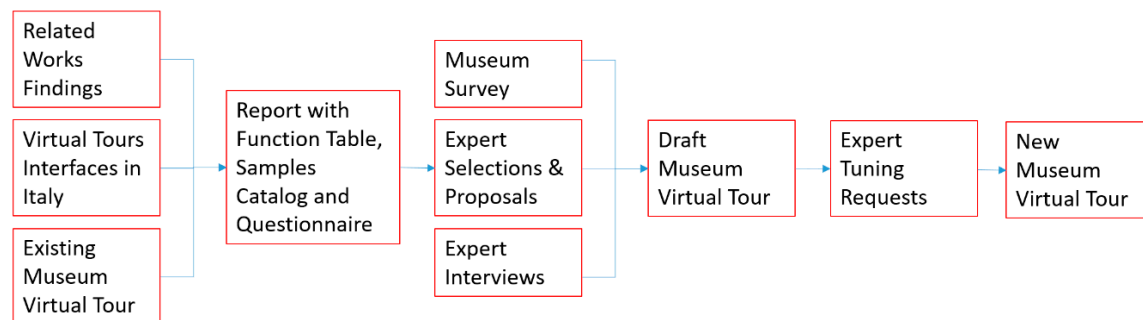 Related
Works
Findings
Virtual Tours
Interfaces in
Italy
Existing
Museum
Virtual Tour
Report with
Function Table,
Samples
Catalog and
Questionnaire
Museum
Survey
Expert
Selections &
Proposals
Expert
Interviews
Draft
Museum
Virtual Tour
Expert
Tuning
Requests
New
Museum
Virtual Tour